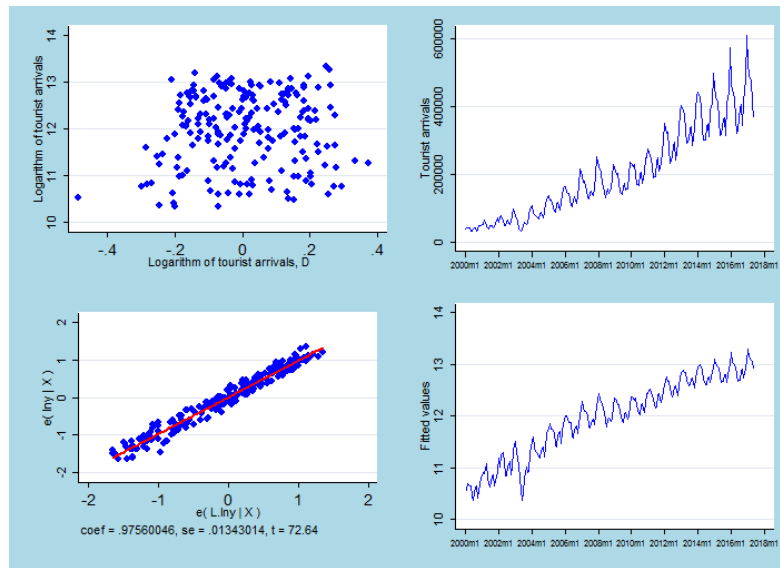 Logarithm of tourist arrivals
14
13
12
11
10
-.4 -.2 0 .2 .4
Logarithm of tourist arrivals, D
Tourist arrivals
600000
400000
200000
0
2000m1 2002m1 2004m1 2006m1 2008m1 2010m1 2012m1 2014m1 2016m1 2018m1
e( lny | X )
2
1
0
-1
-2
-2 -1 0 1 2
e( L.lny | X )
coef = .97560046, se = .01343014, t = 72.64
Fitted values
14
13
12
11
10
2000m1 2002m1 2004m1 2006m1 2008m1 2010m1 2012m1 2014m1 2016m1 2018m1